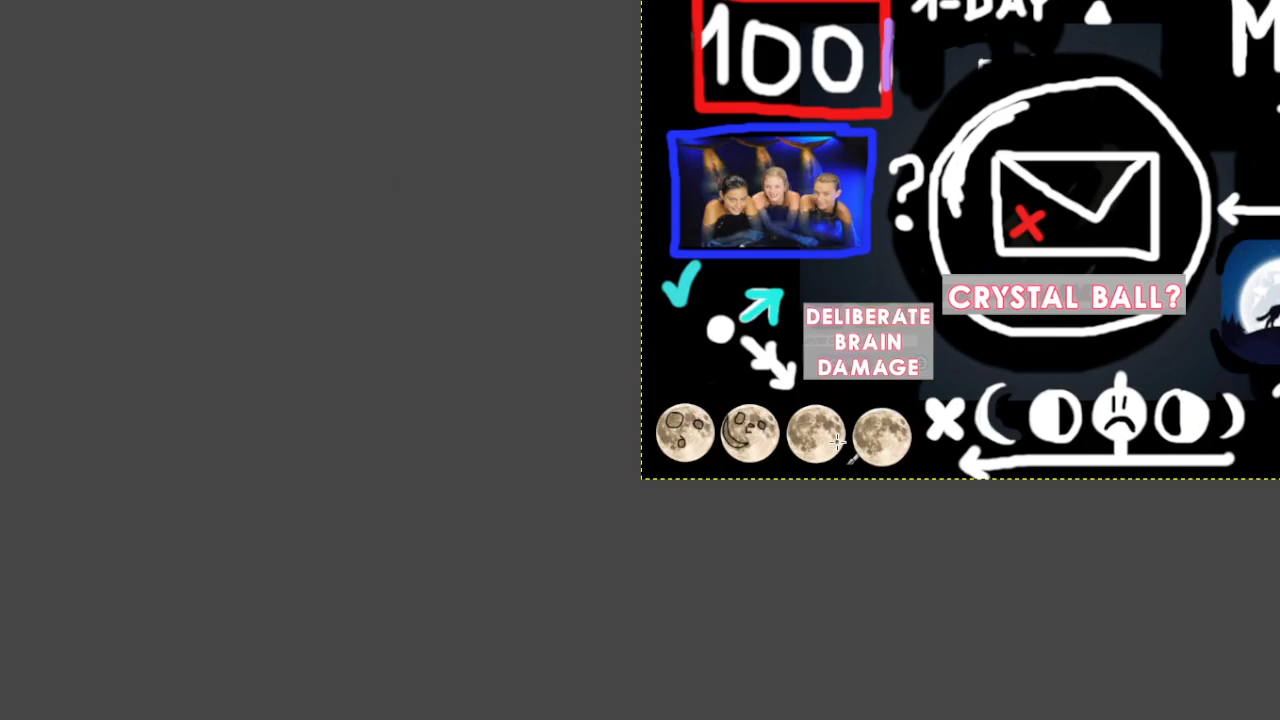 1-DAY
M
100
?
CRYSTAL BALL?
DELIBERATE
BRAIN
DAMAGE